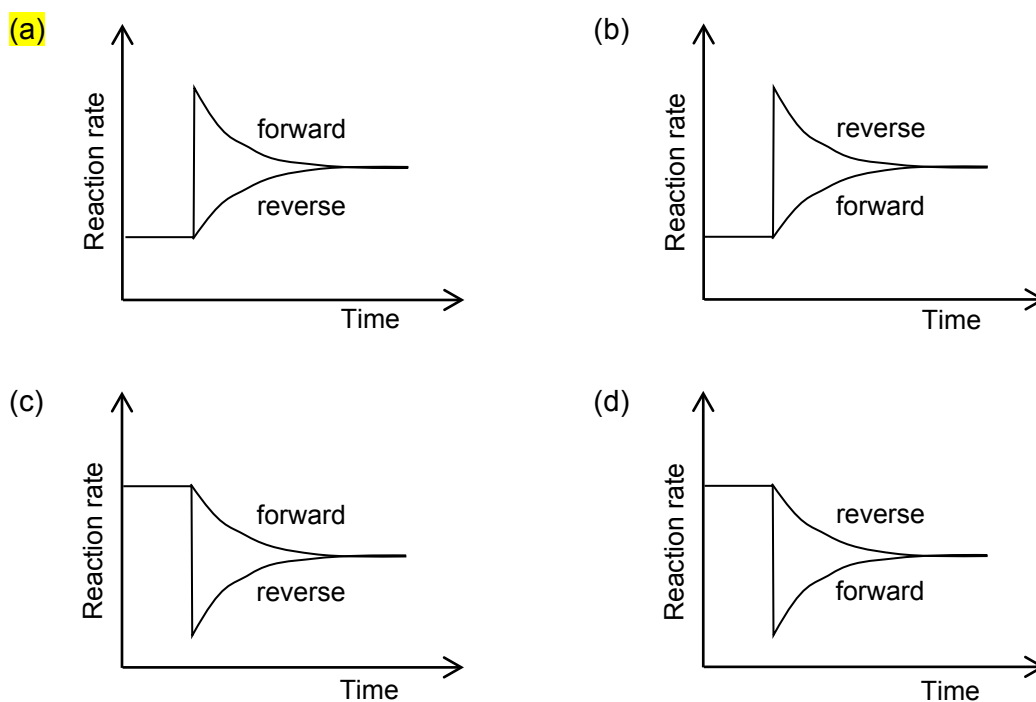 (a)
Reaction rate
forward
reverse
Time
(b)
Reaction rate
reverse
forward
Time
(c)
Reaction rate
forward
reverse
Time
(d)
Reaction rate
reverse
forward
Time